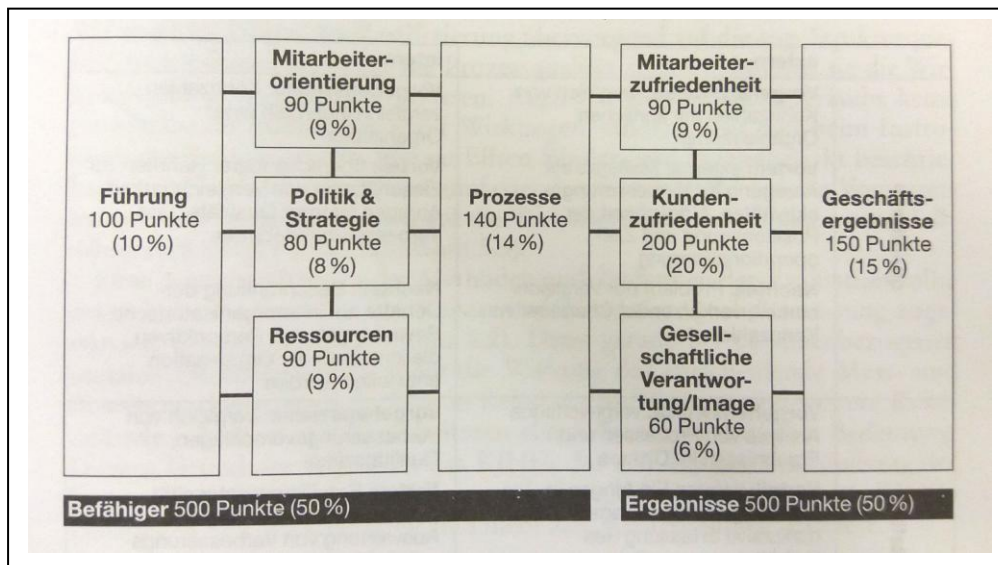 Mitarbeiter-
orientierung
90 Punkte
(9 %)
Mitarbeiter-
zufriedenheit
90 Punkte
(9 %)
Führung
100 Punkte
(10 %)
Politik &
Strategie
80 Punkte
(8 %)
Prozesse
140 Punkte
(14 %)
Kunden-
zufriedenheit
200 Punkte
(20 %)
Geschäfts-
ergebnisse
150 Punkte
(15 %)
Ressourcen
90 Punkte
(9 %)
Gesell-
schaftliche
Verantwor-
tung/Image
60 Punkte
(6 %)
Befähiger 500 Punkte (50 %)
Ergebnisse 500 Punkte (50 %)